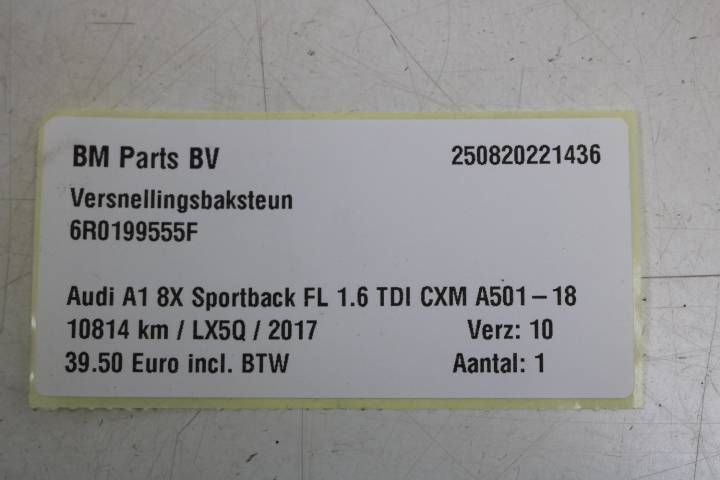 BM Parts BV 250820221436
Versnellingsbaksteun
6R0199555F
Audi A1 8X Sportback FL 1.6 TDI CXM A501-18
10814 km / LX5Q / 2017 Verz: 10
39.50 Euro incl. BTW Aantal: 1